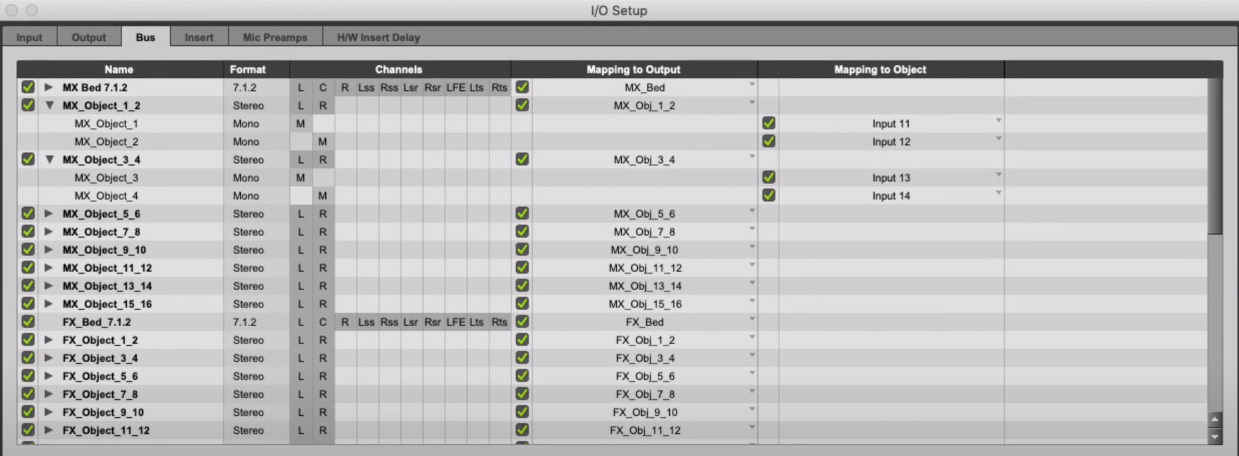 I/O Setup
Input Output Bus Insert Mic Preamps H/W Insert Delay
Name Format Channels Mapping to Output Mapping to Object
MX Bed 7.1.2 7.1.2 L C R Lss Rss Lsr Rsr LFE Lts Rts MX_Bed
MX_Object_1_2 Stereo L R MX_Obj_1_2
MX_Object_1 Mono M Input 11
MX_Object_2 Mono M Input 12
MX_Object_3_4 Stereo L R MX_Obj_3_4
MX_Object_3 Mono M Input 13
MX_Object_4 Mono M Input 14
MX_Object_5_6 Stereo L R MX_Obj_5_6
MX_Object_7_8 Stereo L R MX_Obj_7_8
MX_Object_9_10 Stereo L R MX_Obj_9_10
MX_Object_11_12 Stereo L R MX_Obj_11_12
MX_Object_13_14 Stereo L R MX_Obj_13_14
MX_Object_15_16 Stereo L R MX_Obj_15_16
FX_Bed_7.1.2 7.1.2 L C R Lss Rss Lsr Rsr LFE Lts Rts FX_Bed
FX_Object_1_2 Stereo L R FX_Obj_1_2
FX_Object_3_4 Stereo L R FX_Obj_3_4
FX_Object_5_6 Stereo L R FX_Obj_5_6
FX_Object_7_8 Stereo L R FX_Obj_7_8
FX_Object_9_10 Stereo L R FX_Obj_9_10
FX_Object_11_12 Stereo L R FX_Obj_11_12